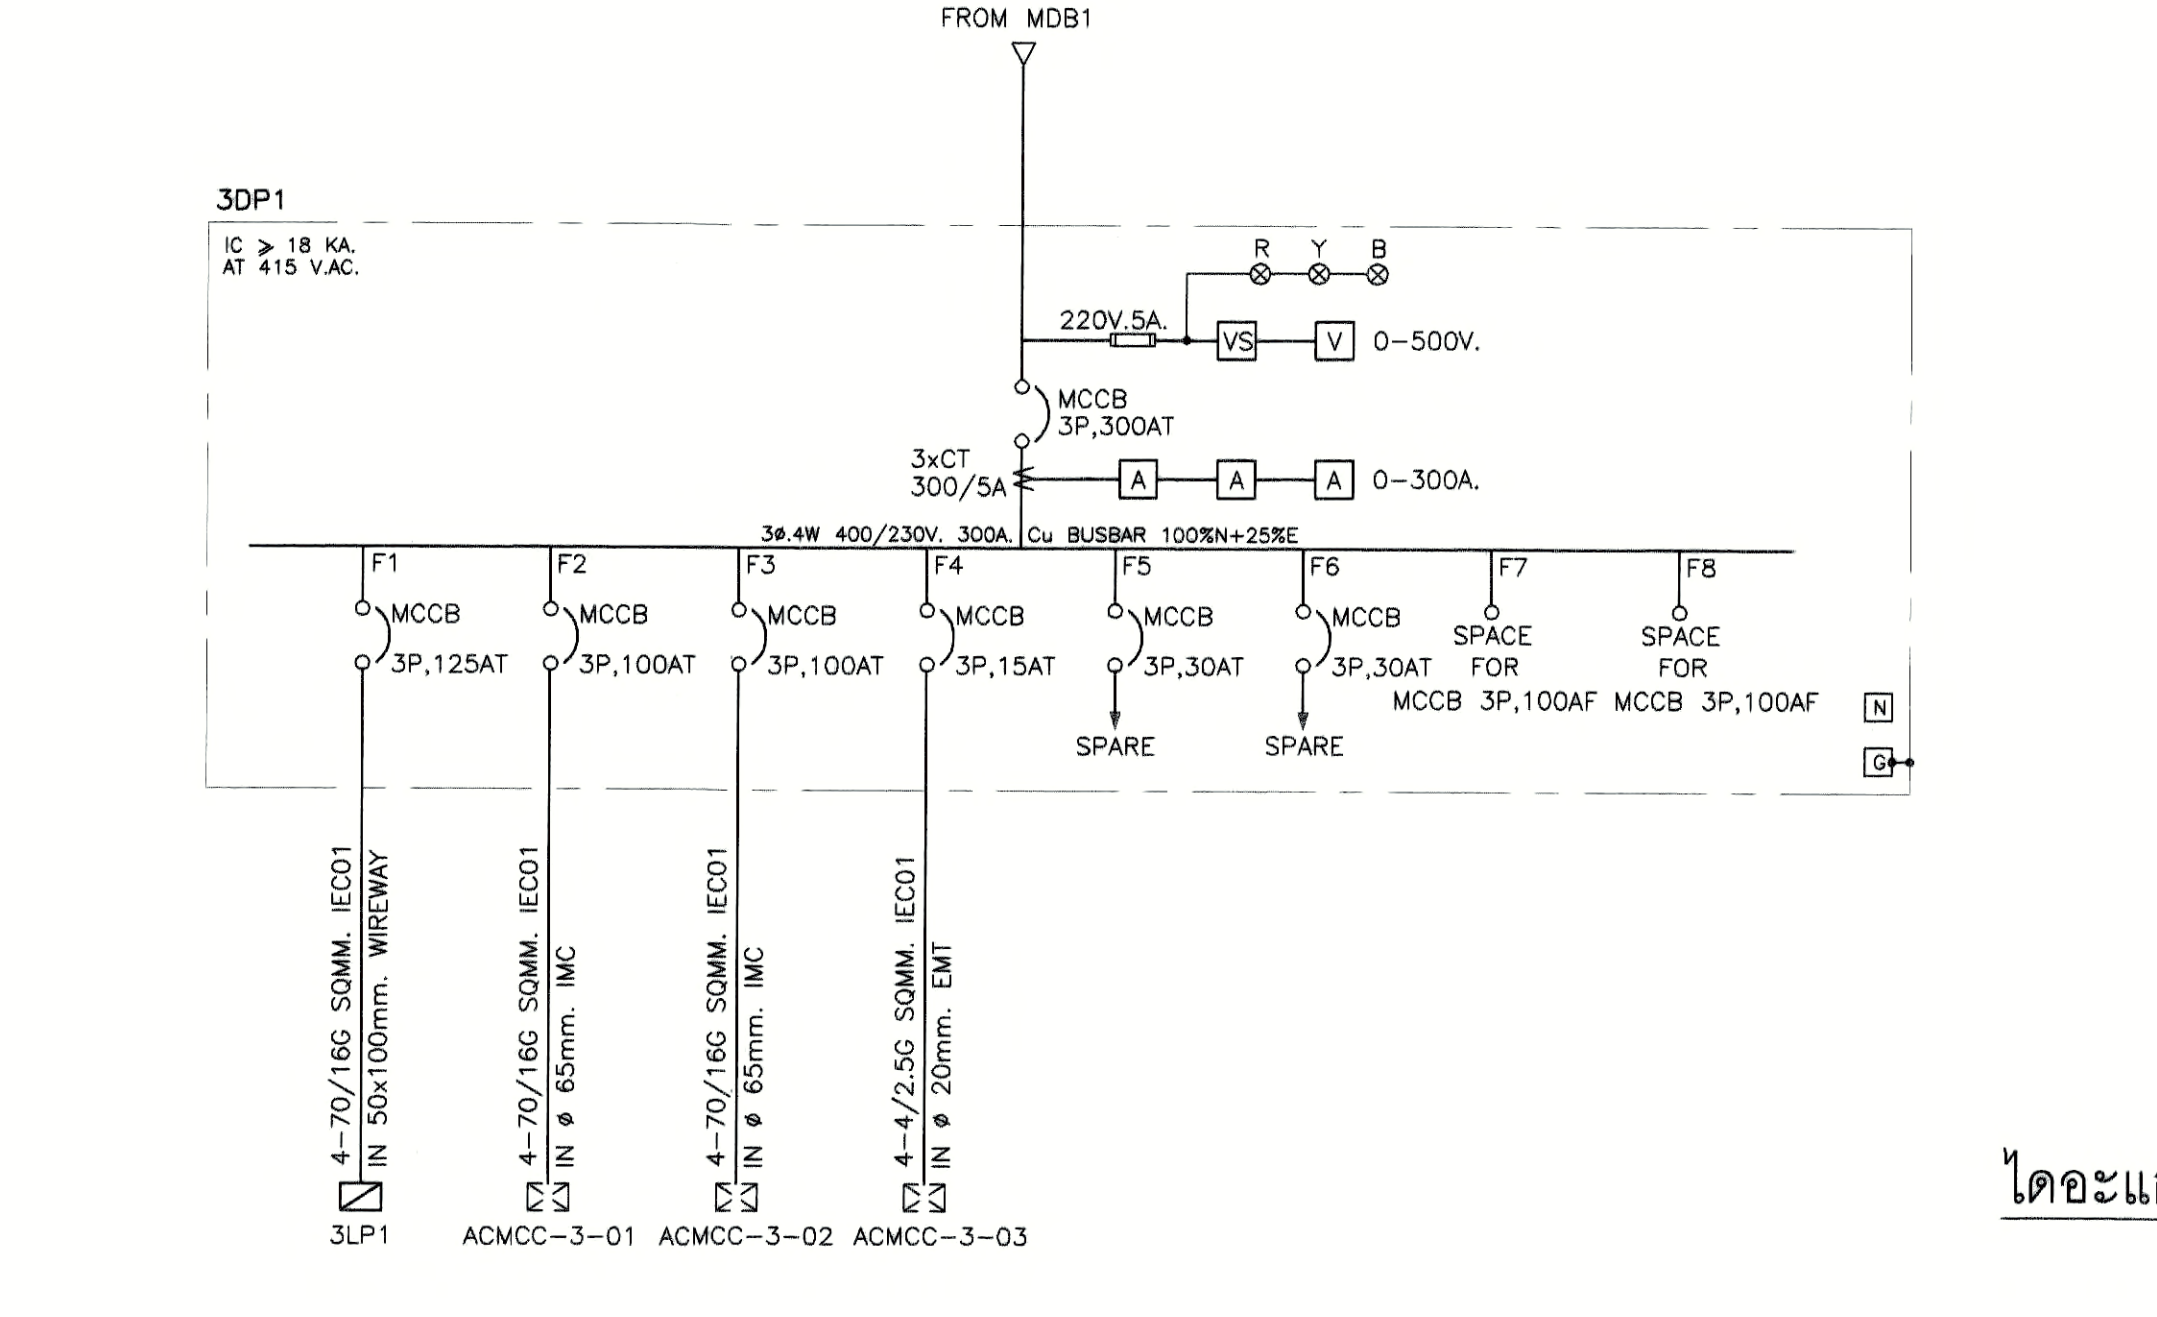 FROM MDB1
3DP1
IC ⩾ 18 KA.
AT 415 V.AC.
R Y B
220V.5A.
VS V 0-500V.
MCCB
3P,300AT
3xCT
300/5A
A A A 0-300A.
3ø.4W 400/230V. 300A. Cu BUSBAR 100%N+25%E
F1 F2 F3 F4 F5 F6 F7 F8
MCCB MCCB MCCB MCCB MCCB MCCB
3P,125AT 3P,100AT 3P,100AT 3P,15AT 3P,30AT 3P,30AT
SPACE
FOR
MCCB 3P,100AF
SPACE
FOR
MCCB 3P,100AF
SPARE SPARE
N
G
4-70/16G SQMM. IEC01
IN 50x100mm. WIREWAY
4-70/16G SQMM. IEC01
IN ø 65mm. IMC
4-70/16G SQMM. IEC01
IN ø 65mm. IMC
4-4/2.5G SQMM. IEC01
IN ø 20mm. EMT
3LP1 ACMCC-3-01 ACMCC-3-02 ACMCC-3-03